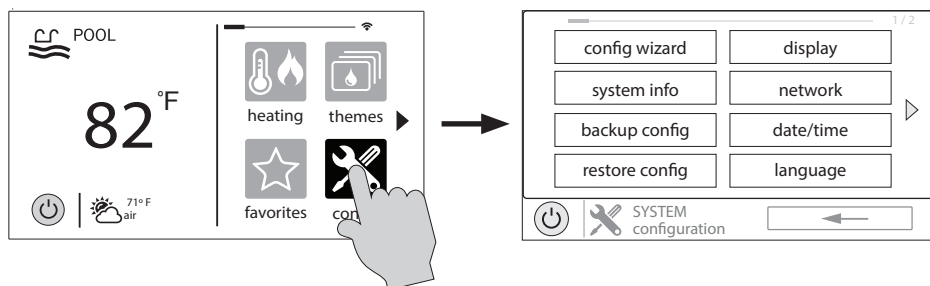 POOL
82°F
71° F
air
heating
themes
favorites
con
1 / 2
config wizard
display
system info
network
backup config
date/time
restore config
language
SYSTEM
configuration